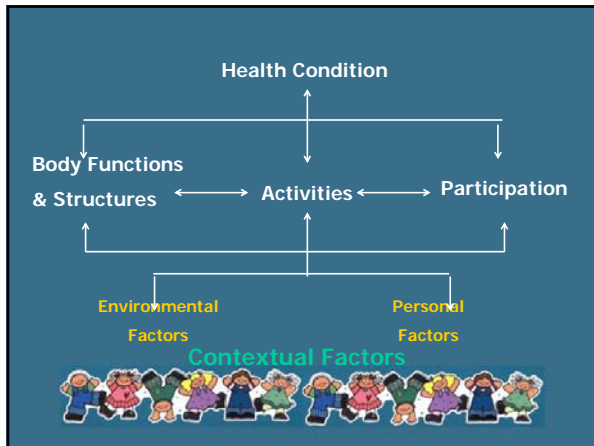 Health Condition
Body Functions
& Structures
Activities
Participation
Environmental
Factors
Personal
Factors
Contextual Factors